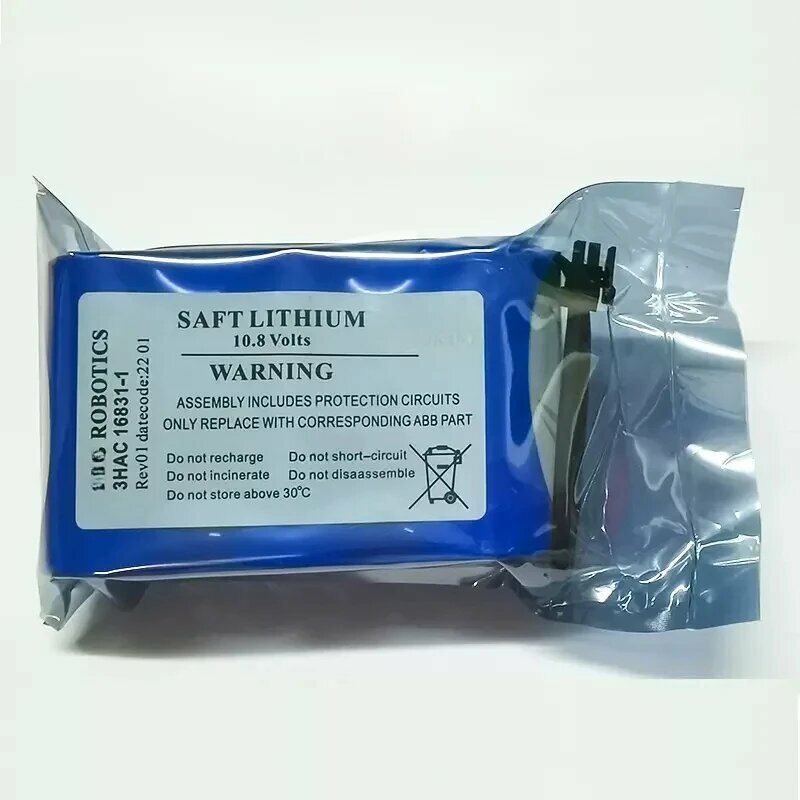 SAFT LITHIUM
10.8 Volts
WARNING
ASSEMBLY INCLUDES PROTECTION CIRCUITS
ONLY REPLACE WITH CORRESPONDING ABB PART
Do not recharge Do not short-circuit
Do not incinerate Do not disaassemble
Do not store above 30°C
ROBOTICS
3HAC 16831-1
Rev01 datecode:22 01